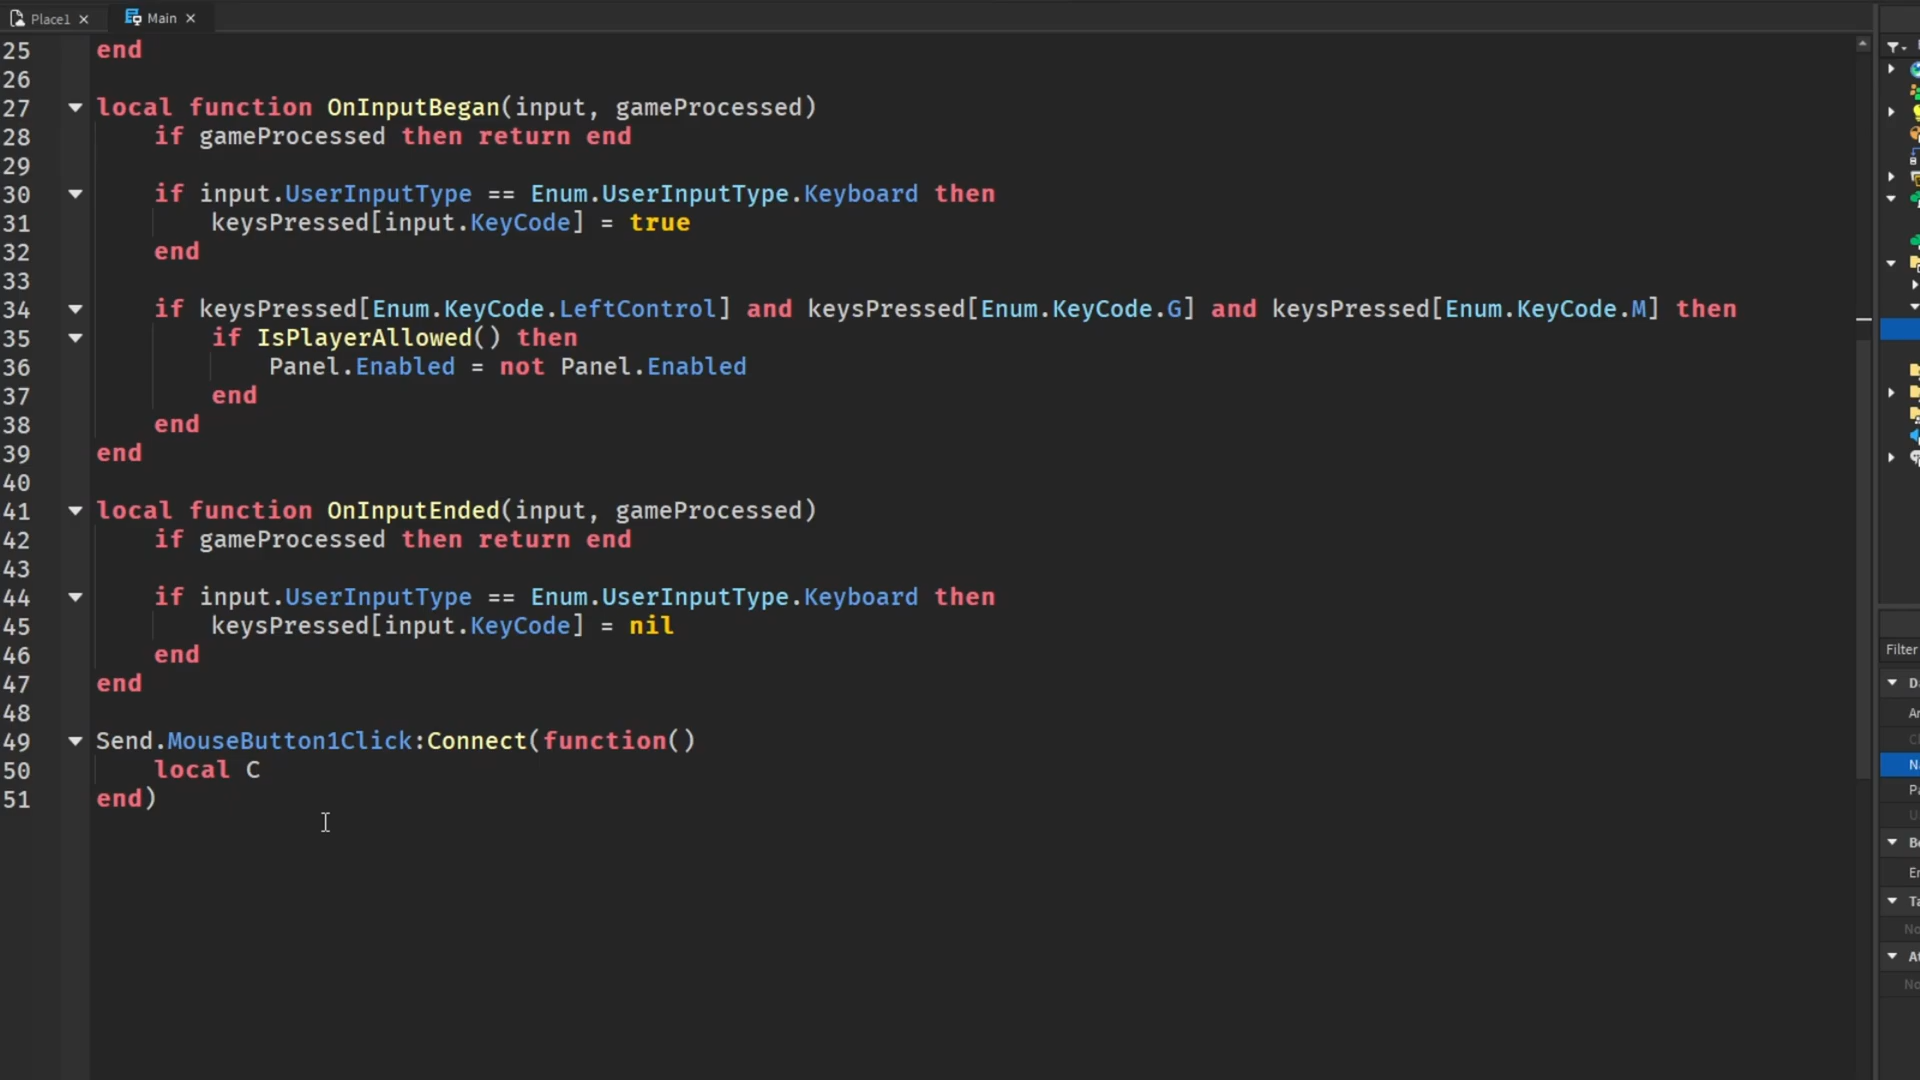 Place1
Main
25 end
26
27 local function OnInputBegan(input, gameProcessed)
28 if gameProcessed then return end
29
30 if input.UserInputType == Enum.UserInputType.Keyboard then
31 keysPressed[input.KeyCode] = true
32 end
33
34 if keysPressed[Enum.KeyCode.LeftControl] and keysPressed[Enum.KeyCode.G] and keysPressed[Enum.KeyCode.M] then
35 if IsPlayerAllowed() then
36 Panel.Enabled = not Panel.Enabled
37 end
38 end
39 end
40
41 local function OnInputEnded(input, gameProcessed)
42 if gameProcessed then return end
43
44 if input.UserInputType == Enum.UserInputType.Keyboard then
45 keysPressed[input.KeyCode] = nil
46 end
47 end
48
49 Send.MouseButton1Click:Connect(function()
50 local C
51 end)
Filter